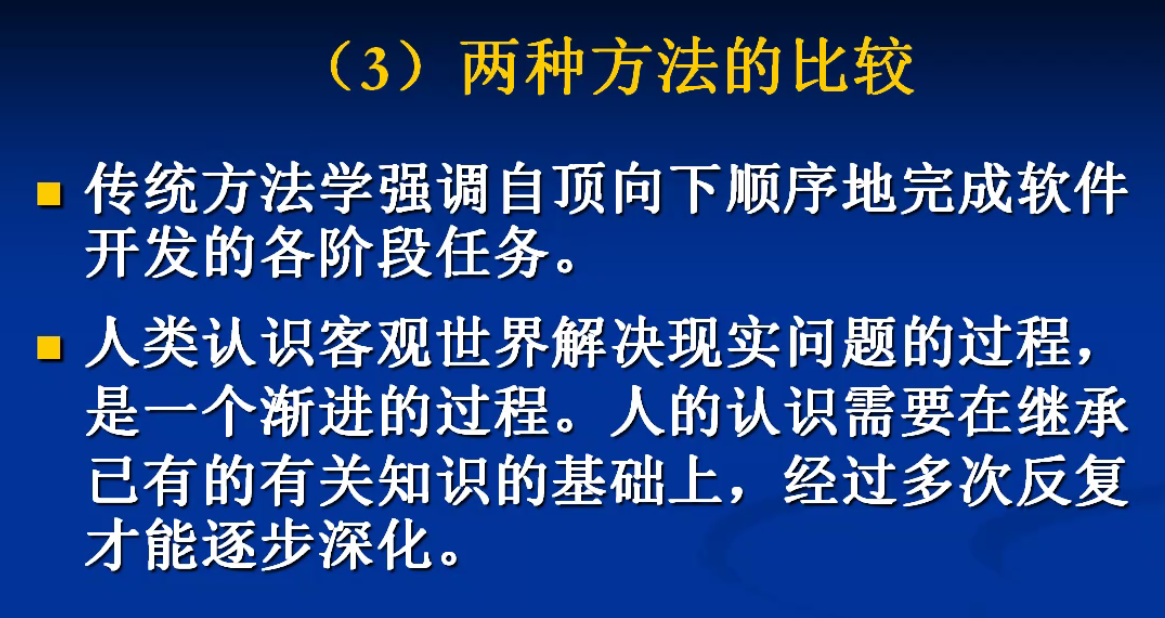 （3）两种方法的比较
传统方法学强调自顶向下顺序地完成软件
开发的各阶段任务。
人类认识客观世界解决现实问题的过程，
是一个渐进的过程。人的认识需要在继承
已有的有关知识的基础上，经过多次反复
才能逐步深化。